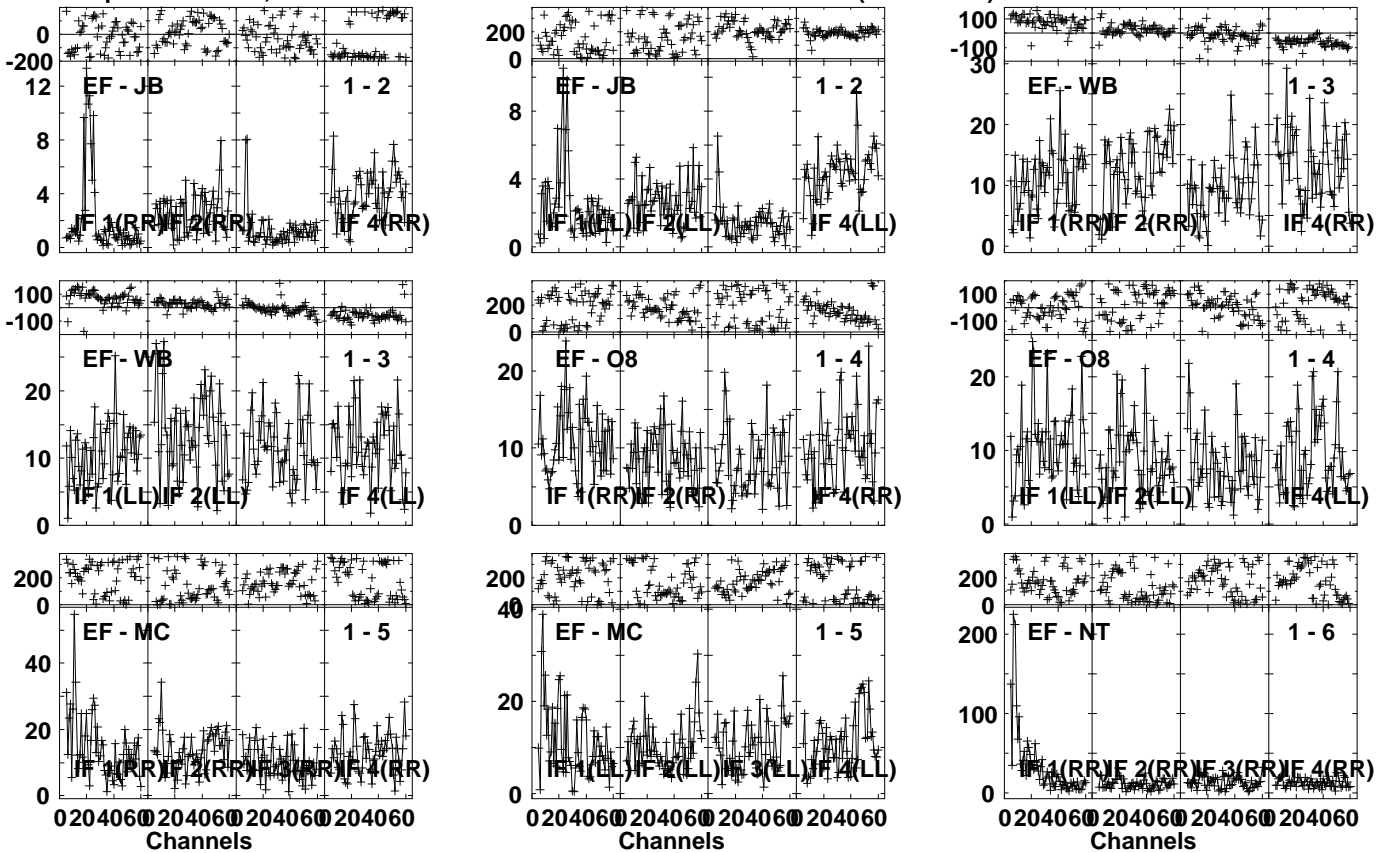 0
-200
200
0
100
-100
EF - JB 1 - 2
12
8
4
0
IF 1(RR) IF 2(RR) IF 4(RR)
EF - JB 1 - 2
8
4
0
IF 1(LL) IF 2(LL) IF 4(LL)
EF - WB 1 - 3
30
20
10
0
IF 1(RR) IF 2(RR) IF 4(RR)
100
-100
200
0
100
-100
EF - WB 1 - 3
20
10
0
IF 1(LL) IF 2(LL) IF 4(LL)
EF - O8 1 - 4
20
10
0
IF 1(RR) IF 2(RR) IF 4(RR)
EF - O8 1 - 4
20
10
0
IF 1(LL) IF 2(LL) IF 4(LL)
200
0
200
0
200
0
EF - MC 1 - 5
40
20
0
IF 1(RR) IF 2(RR) IF 3(RR) IF 4(RR)
EF - MC 1 - 5
40
20
0
IF 1(LL) IF 2(LL) IF 3(LL) IF 4(LL)
EF - NT 1 - 6
200
100
0
IF 1(RR) IF 2(RR) IF 3(RR) IF 4(RR)
0 20 40 60 0 20 40 60 0 20 40 60 0 20 40 60
Channels
0 20 40 60 0 20 40 60 0 20 40 60 0 20 40 60
Channels
0 20 40 60 0 20 40 60 0 20 40 60 0 20 40 60
Channels